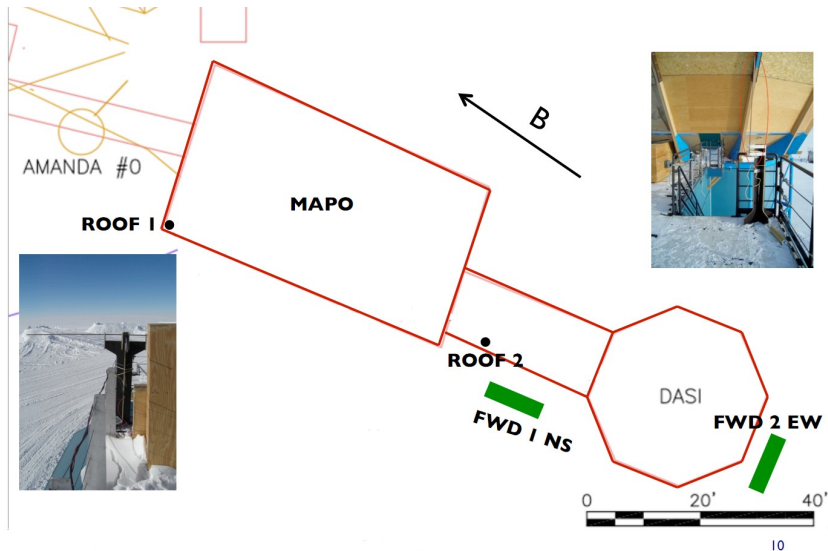 B
AMANDA #0
MAPO
ROOF 1
ROOF 2
DASI
FWD 1 NS
FWD 2 EW
0 20' 40'
10